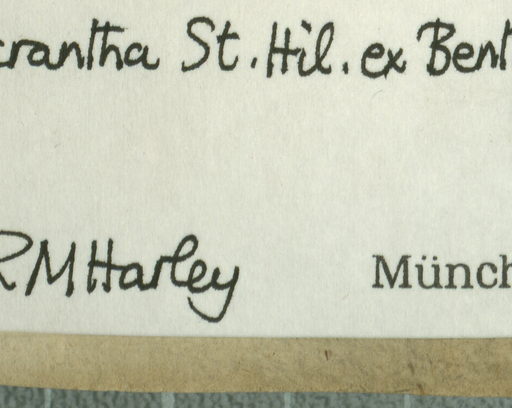 crantha St. Hil. ex Bent
RMHarley Münch